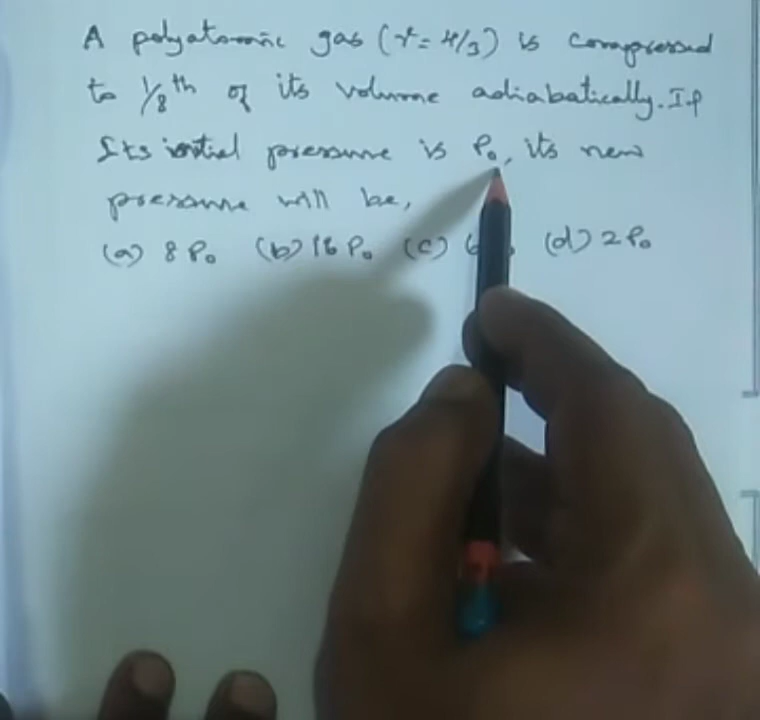 A polyatomic gas (γ = 4/3) is compressed
to 1/8th of its volume adiabatically. If
Its initial pressure is P₀, its new
pressure will be,
(a) 8 P₀ (b) 16 P₀ (c) (d) 2 P₀